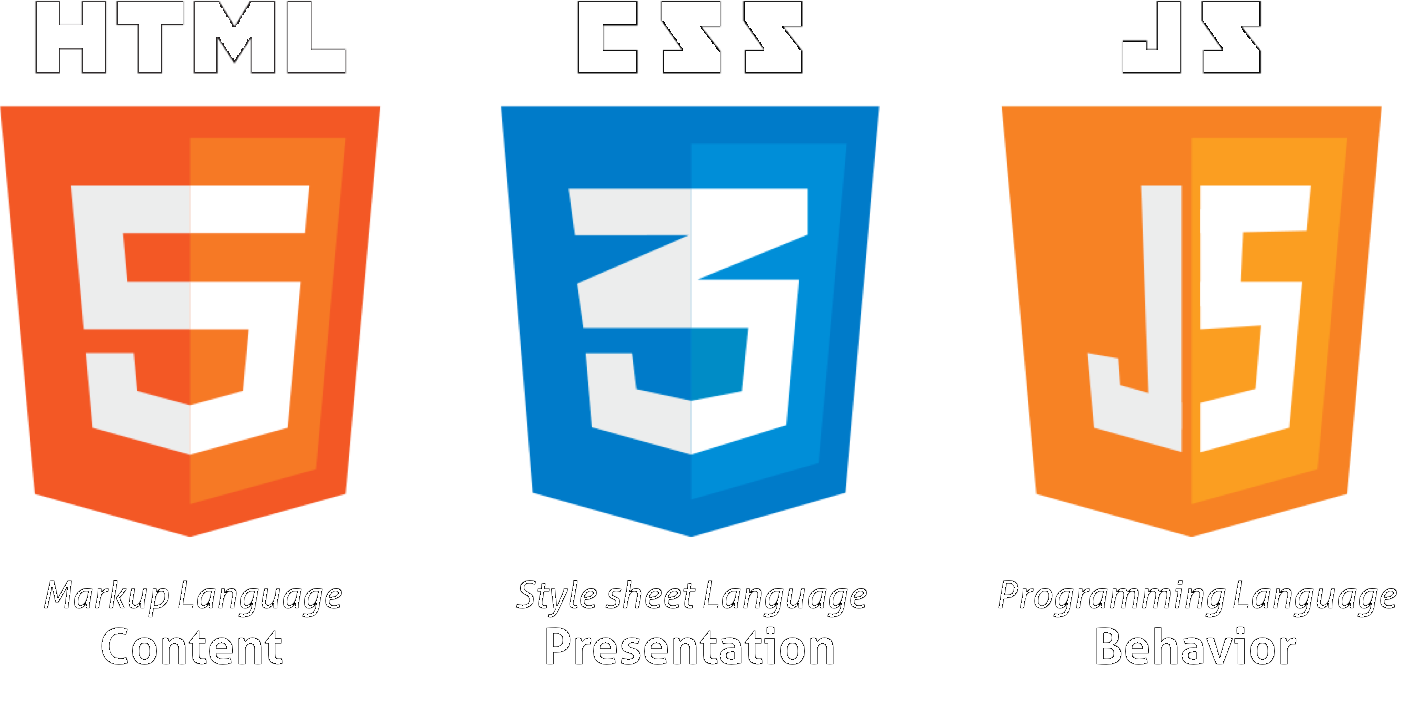 HTML CSS JS
5 3 JS
Markup Language Style sheet Language Programming Language
Content Presentation Behavior